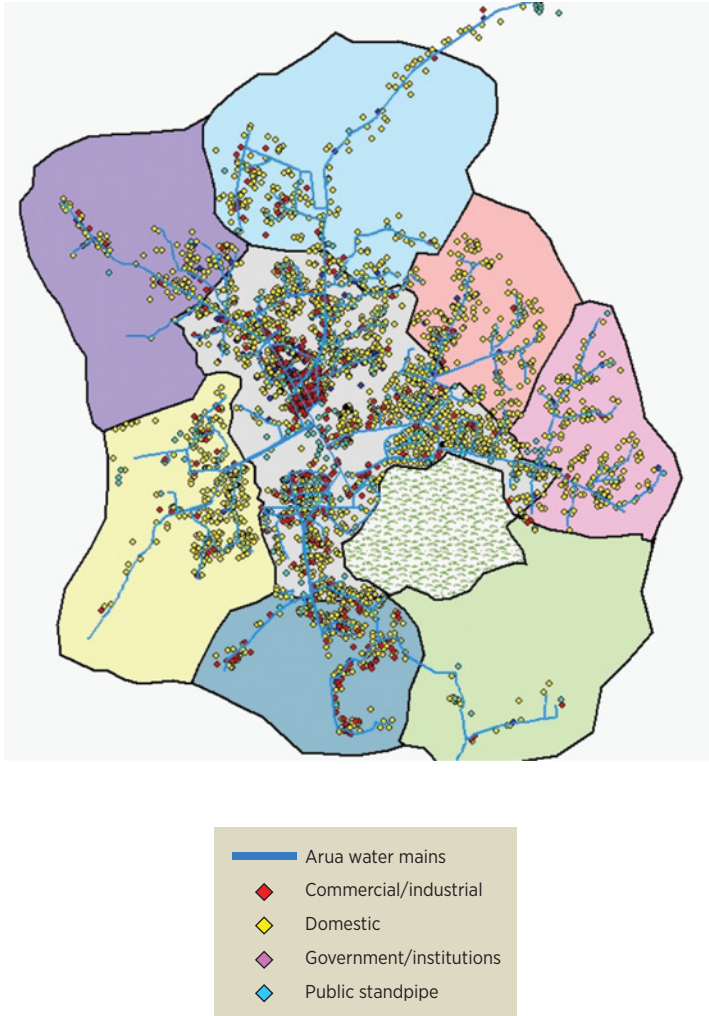 Arua water mains
Commercial/industrial
Domestic
Government/institutions
Public standpipe